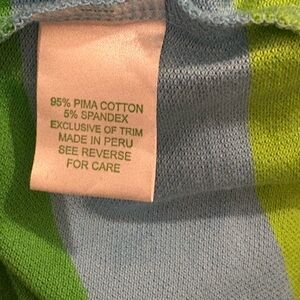 95% PIMA COTTON
5% SPANDEX
EXCLUSIVE OF TRIM
MADE IN PERU
SEE REVERSE
FOR CARE